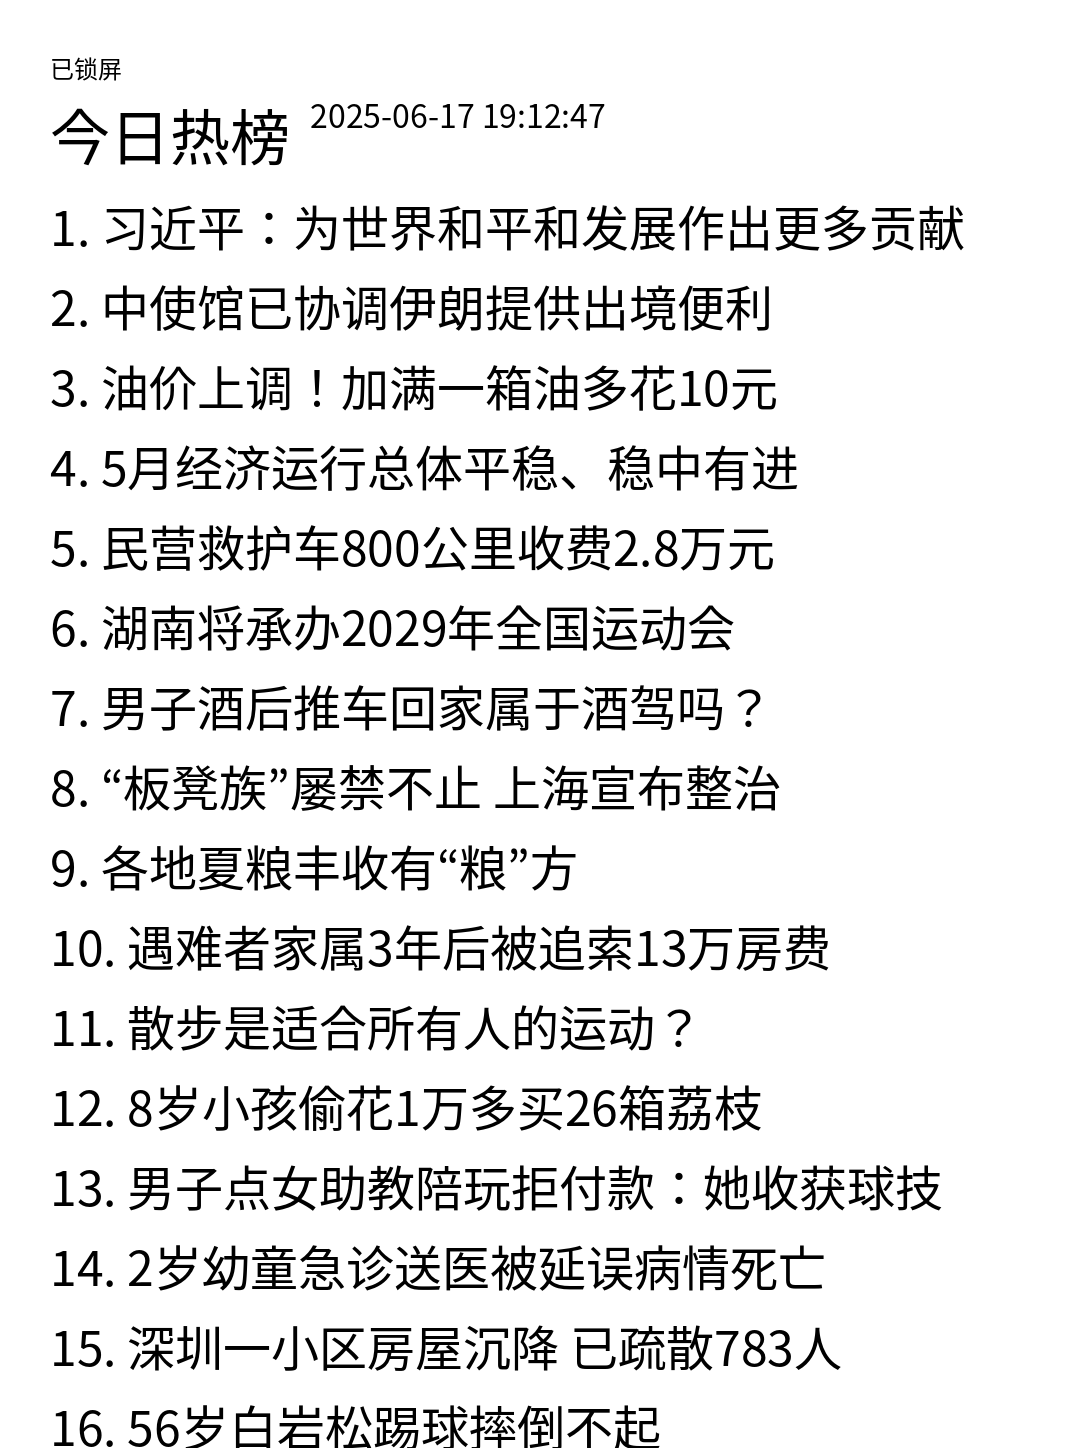 已锁屏
今日热榜 2025-06-17 19:12:47
1. 习近平：为世界和平和发展作出更多贡献
2. 中使馆已协调伊朗提供出境便利
3. 油价上调！加满一箱油多花10元
4. 5月经济运行总体平稳、稳中有进
5. 民营救护车800公里收费2.8万元
6. 湖南将承办2029年全国运动会
7. 男子酒后推车回家属于酒驾吗？
8. “板凳族”屡禁不止 上海宣布整治
9. 各地夏粮丰收有“粮”方
10. 遇难者家属3年后被追索13万房费
11. 散步是适合所有人的运动？
12. 8岁小孩偷花1万多买26箱荔枝
13. 男子点女助教陪玩拒付款：她收获球技
14. 2岁幼童急诊送医被延误病情死亡
15. 深圳一小区房屋沉降 已疏散783人
16. 56岁白岩松踢球摔倒不起